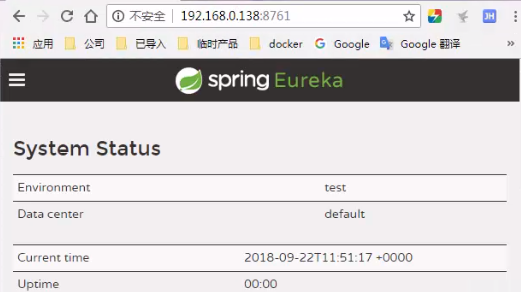 不安全 192.168.0.138:8761
应用 公司 已导入 临时产品 docker Google Google 翻译
spring Eureka
System Status
Environment test
Data center default
Current time 2018-09-22T11:51:17 +0000
Uptime 00:00